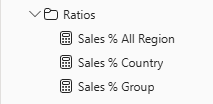 Ratios
Sales % All Region
Sales % Country
Sales % Group